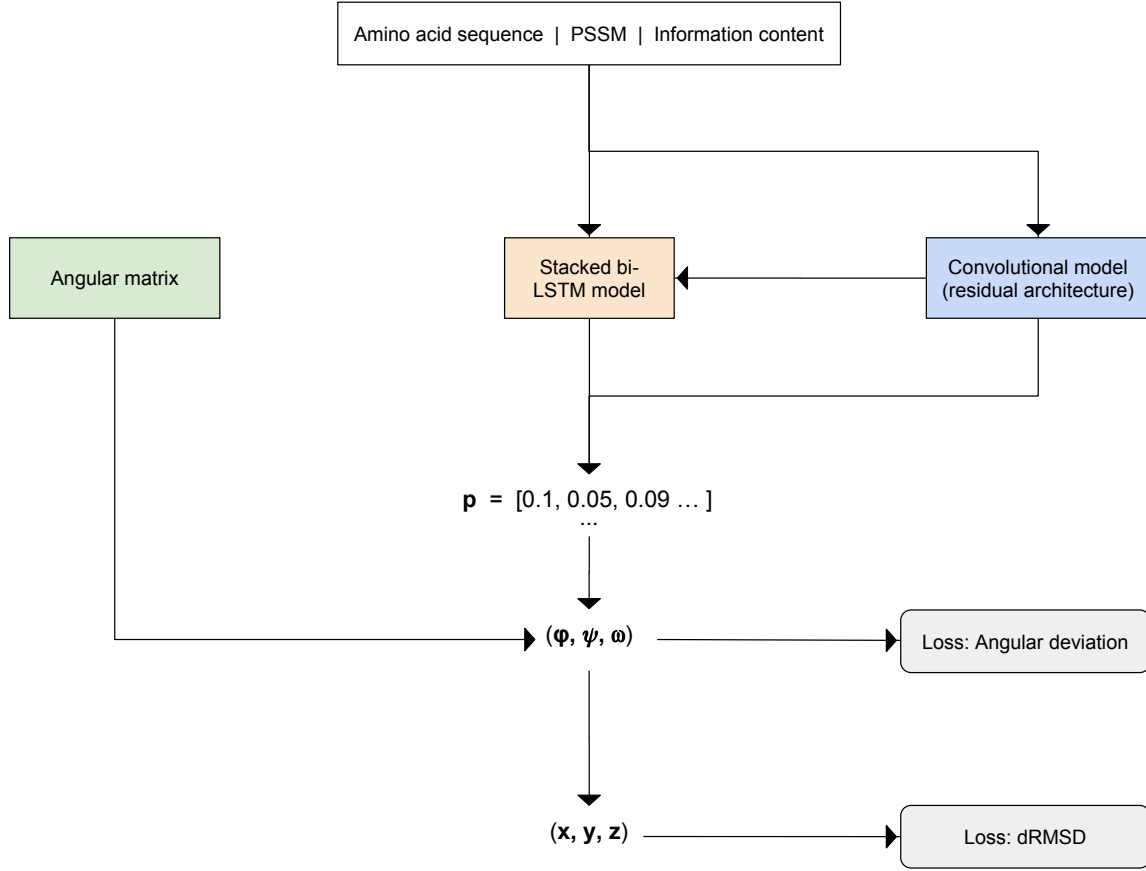 Amino acid sequence | PSSM | Information content
Angular matrix
Stacked bi-
LSTM model
Convolutional model
(residual architecture)
p = [0.1, 0.05, 0.09 … ]
...
(φ, ψ, ω)
Loss: Angular deviation
(x, y, z)
Loss: dRMSD